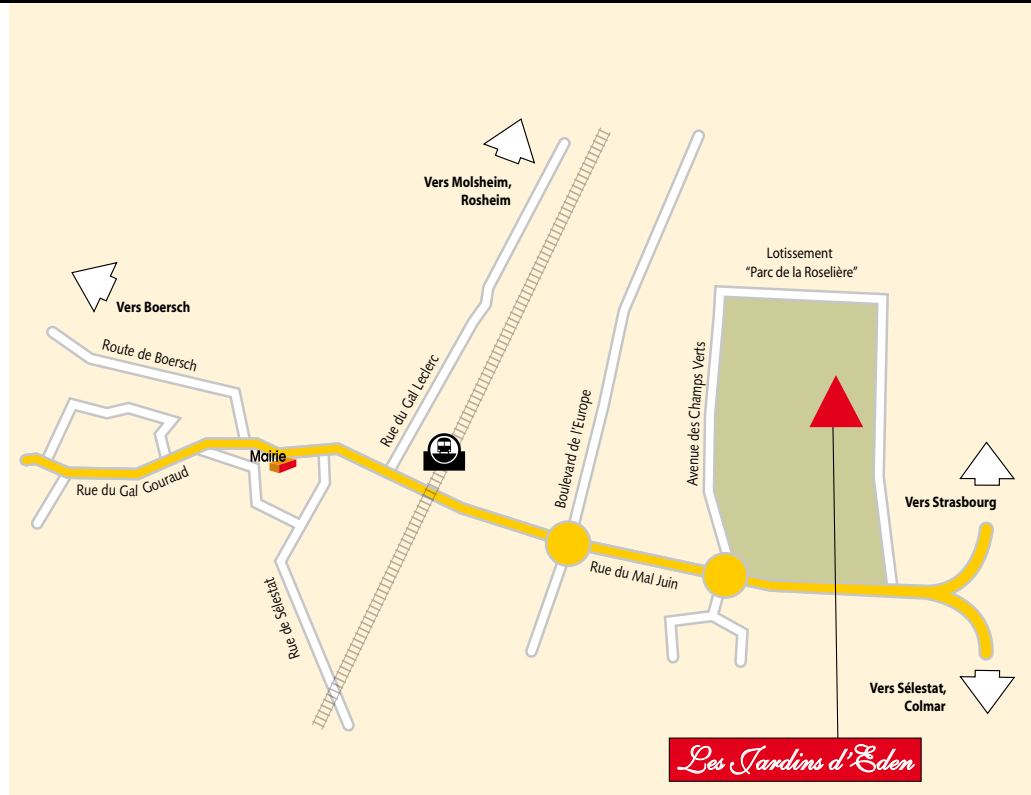 Vers Molsheim,
Rosheim
Lotissement
“Parc de la Roselière”
Vers Boersch
Route de Boersch
Rue du Gal Leclerc
Avenue des Champs Verts
Boulevard de l'Europe
Mairie
Rue du Gal Gouraud
Vers Strasbourg
Rue du Mal Juin
Rue de Sélestat
Vers Sélestat,
Colmar
Les Jardins d'Eden